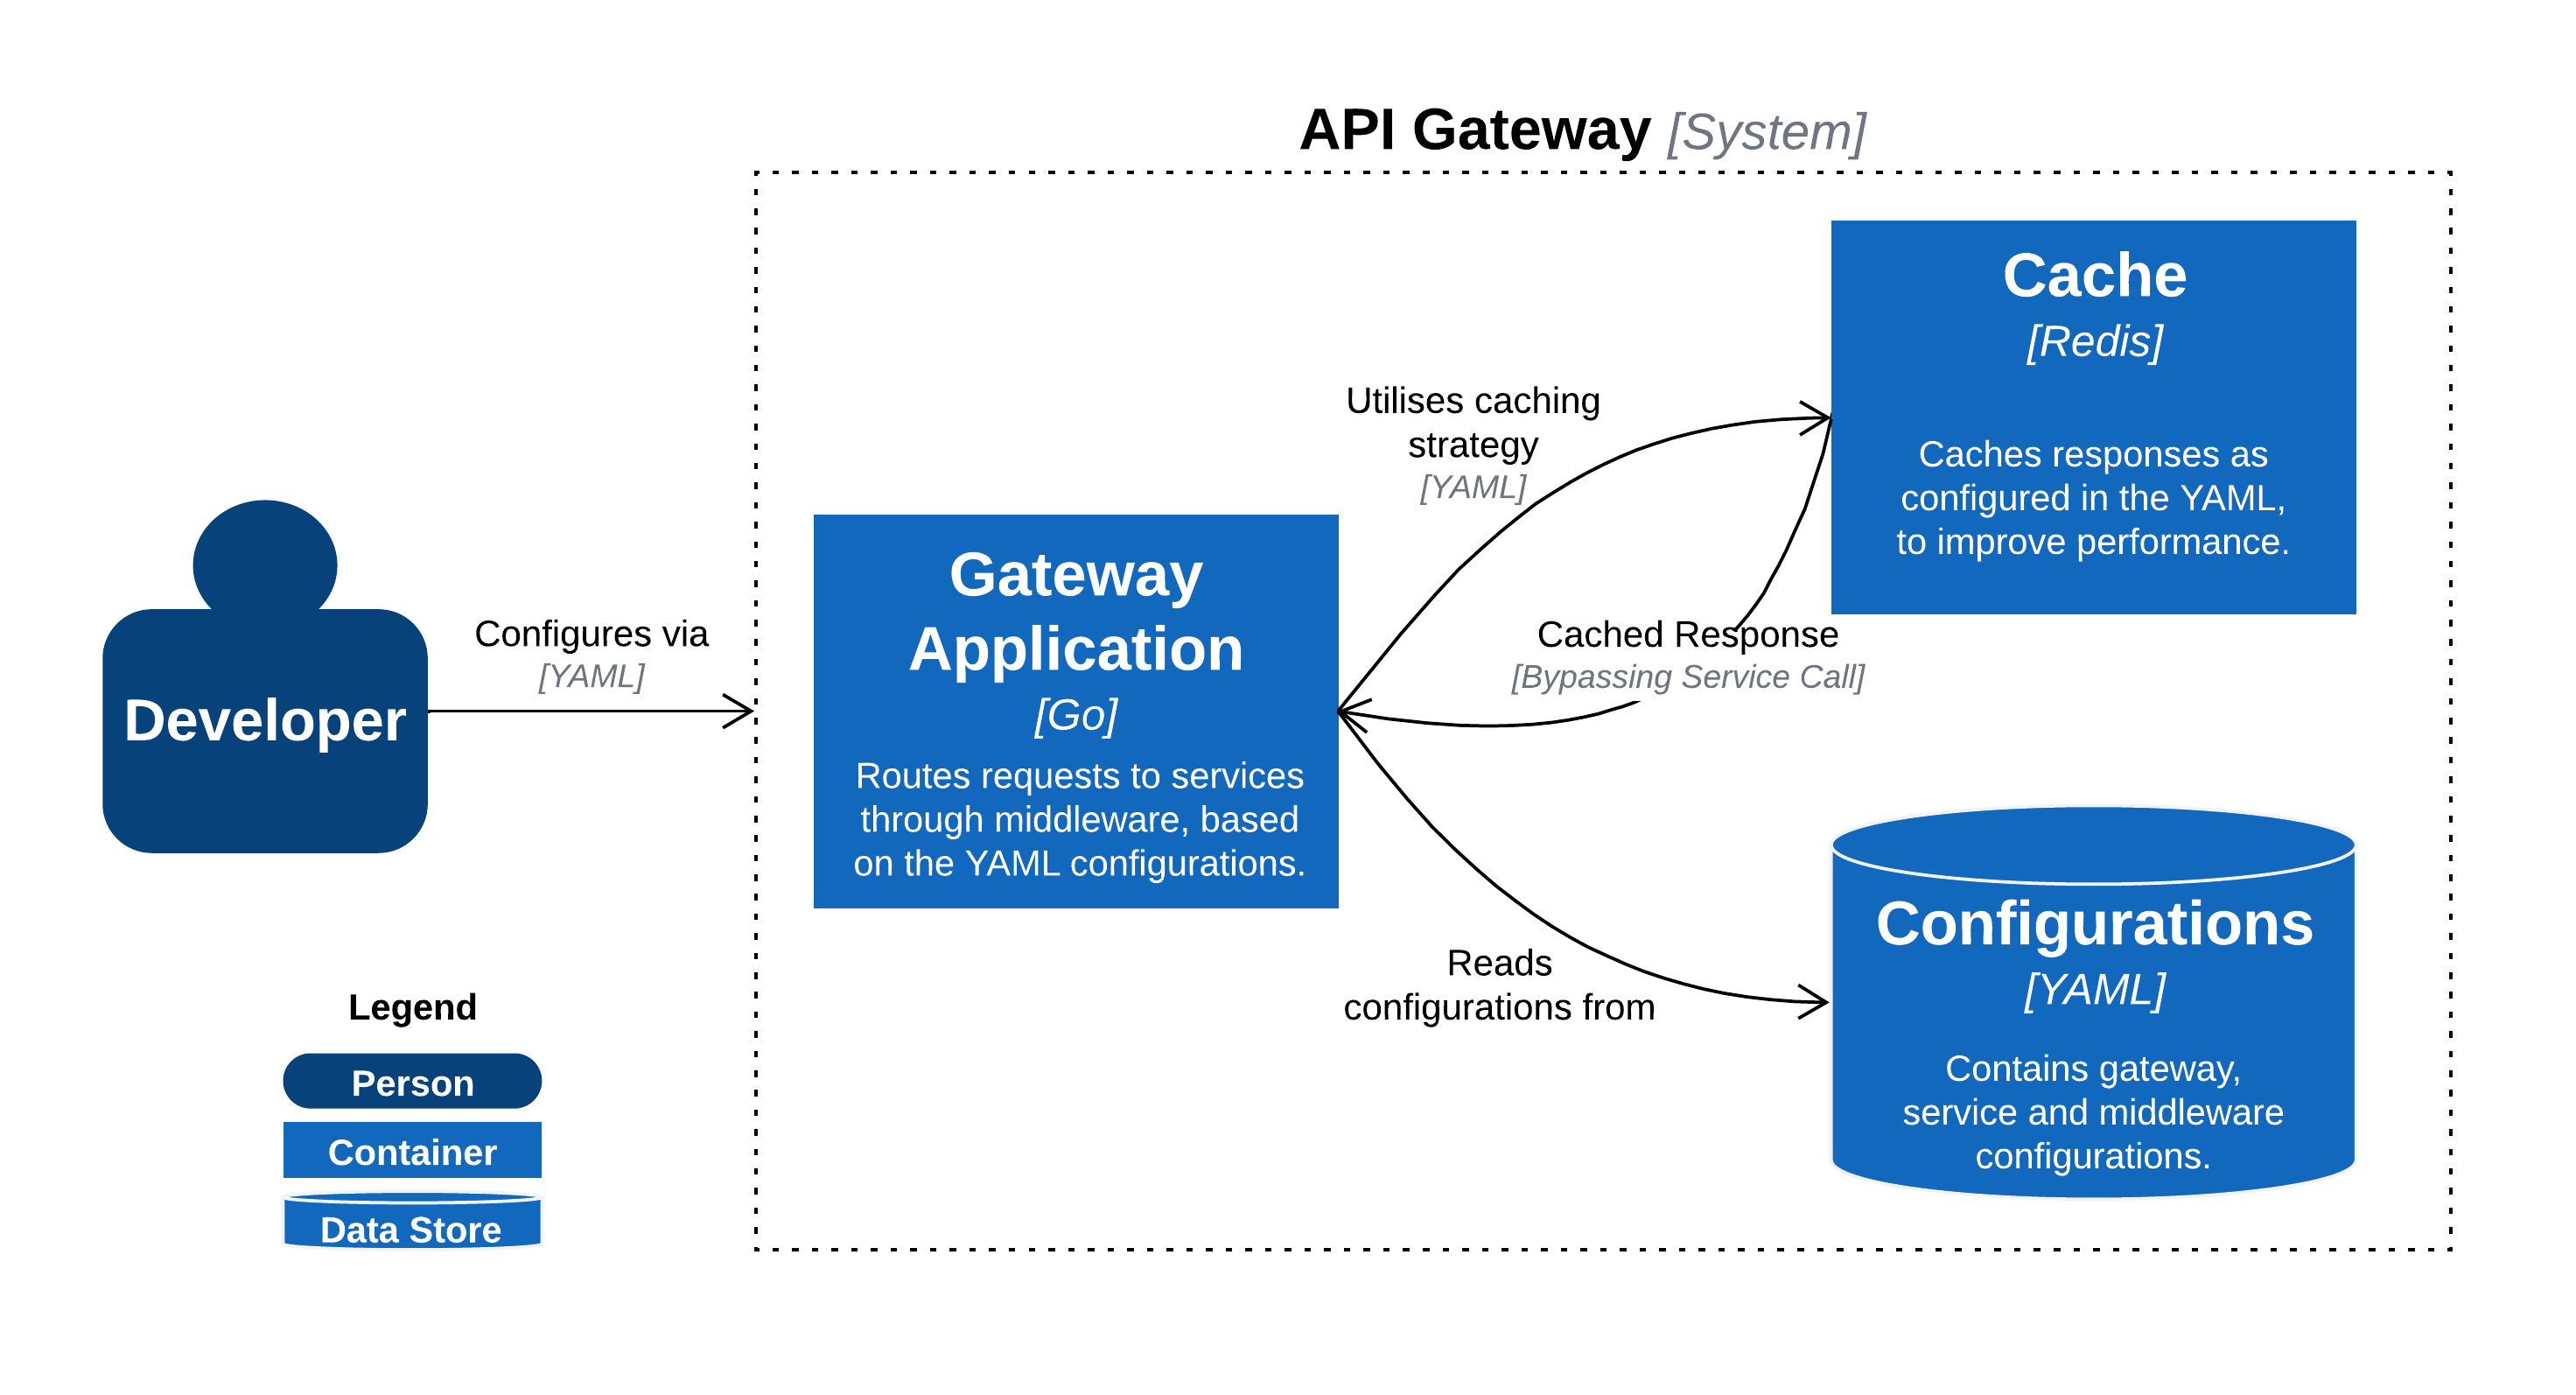 API Gateway [System]
Cache
[Redis]
Caches responses as
configured in the YAML,
to improve performance.
Utilises caching
strategy
[YAML]
Gateway
Application
[Go]
Routes requests to services
through middleware, based
on the YAML configurations.
Configures via
[YAML]
Developer
Cached Response
[Bypassing Service Call]
Reads
configurations from
Configurations
[YAML]
Contains gateway,
service and middleware
configurations.
Legend
Person
Container
Data Store